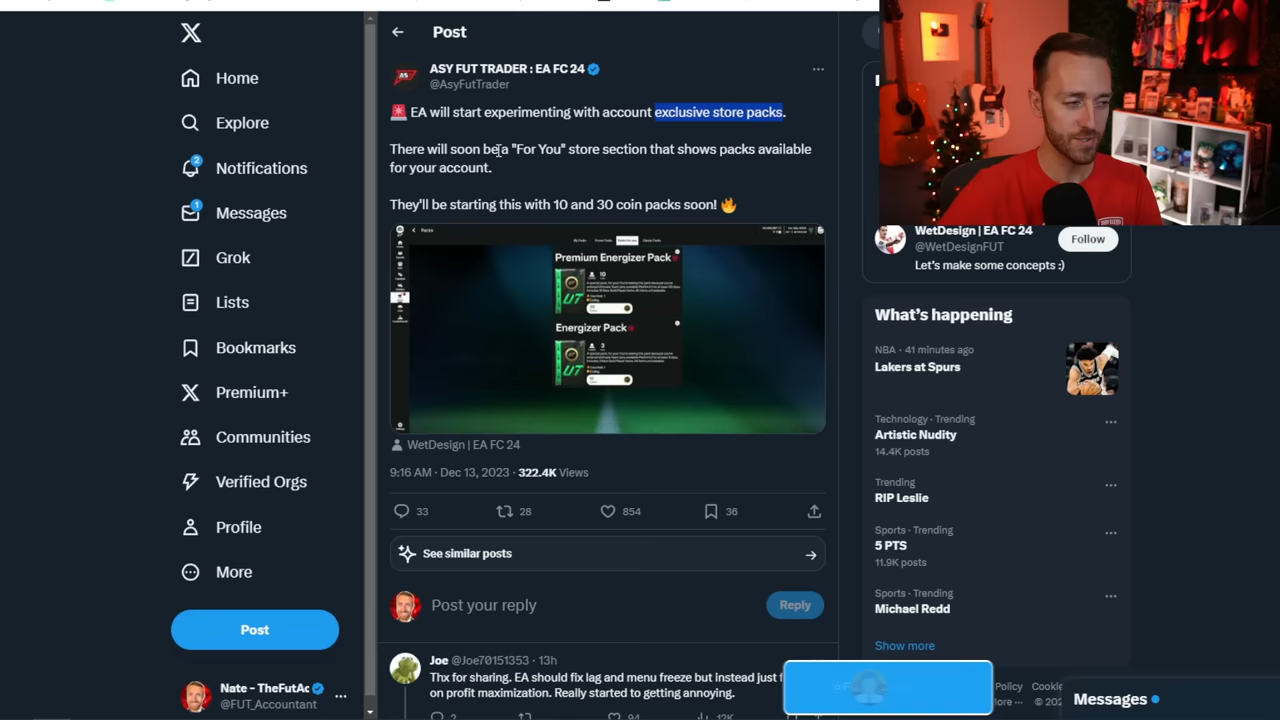 Home
Explore
2
Notifications
1
Messages
Grok
Lists
Bookmarks
Premium+
Communities
Verified Orgs
Profile
More
Post
Nate - TheFutAc
@FUT_Accountant
Post
ASY FUT TRADER : EA FC 24
@AsyFutTrader
🚨 EA will start experimenting with account exclusive store packs.
There will soon be a "For You" store section that shows packs available
for your account.
They'll be starting this with 10 and 30 coin packs soon! 🔥
Packs
Premium Energizer Pack
10
UT
Energizer Pack
3
UT
WetDesign | EA FC 24
9:16 AM · Dec 13, 2023 · 322.4K Views
33
28
854
36
See similar posts
Post your reply
Reply
Joe @Joe70151353 · 13h
Thx for sharing. EA should fix lag and menu freeze but instead just
on profit maximization. Really started to getting annoying.
WetDesign | EA FC 24
@WetDesignFUT
Follow
Let's make some concepts :)
What's happening
NBA · 41 minutes ago
Lakers at Spurs
Technology · Trending
Artistic Nudity
14.4K posts
Trending
RIP Leslie
Sports · Trending
5 PTS
11.9K posts
Sports · Trending
Michael Redd
Show more
Policy
Messages